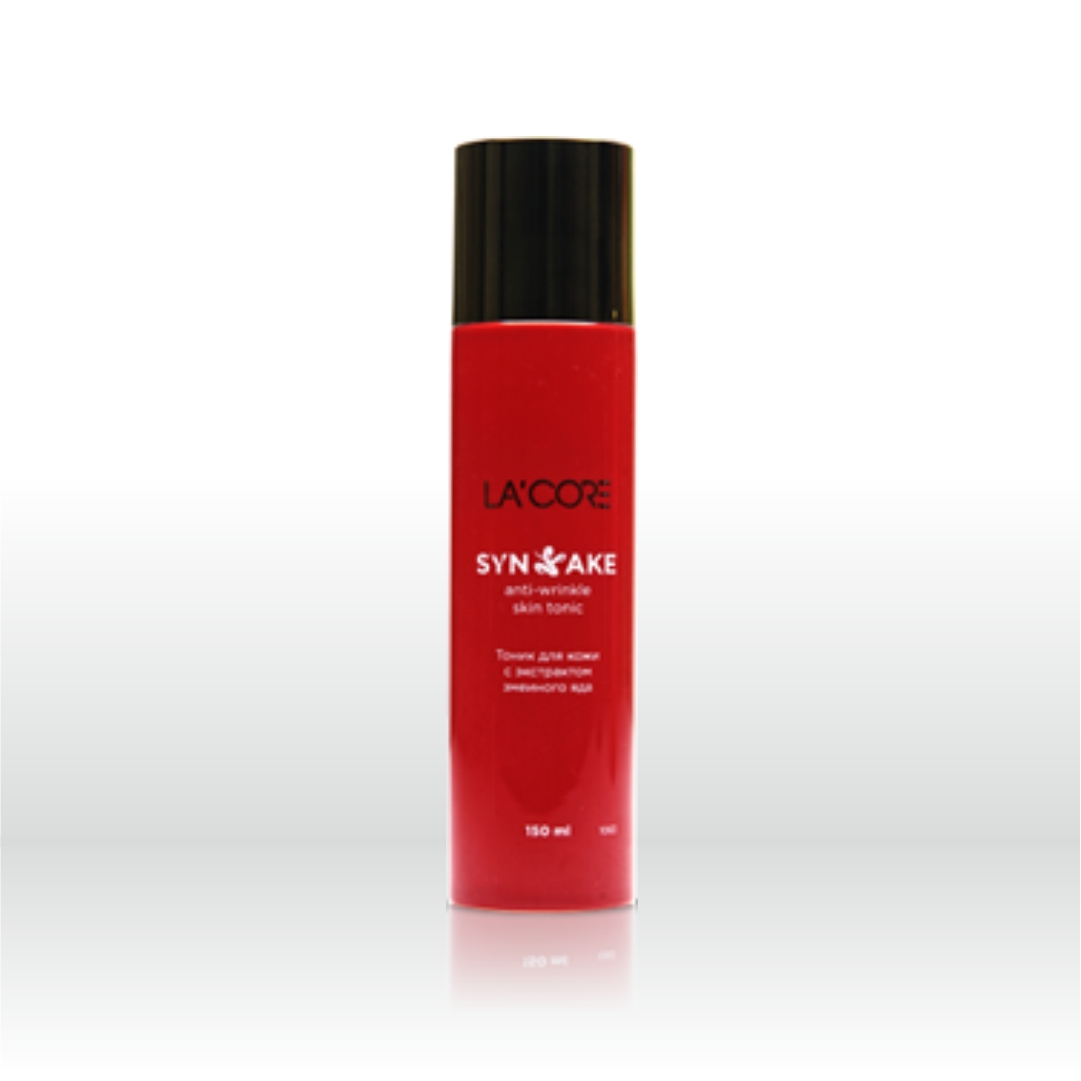 LA'CORE
SYN AKE
anti-wrinkle
skin tonic
Тоник для кожи
с экстрактом
змеиного яда
150 ml